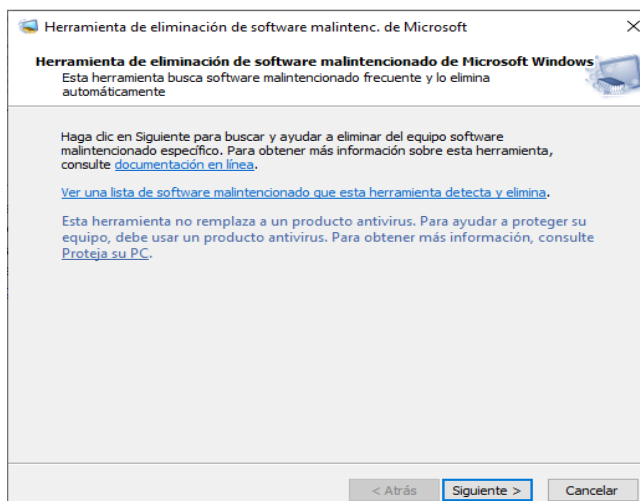 Herramienta de eliminación de software malintenc. de Microsoft
Herramienta de eliminación de software malintencionado de Microsoft Windows
Esta herramienta busca software malintencionado frecuente y lo elimina
automáticamente
Haga clic en Siguiente para buscar y ayudar a eliminar del equipo software
malintencionado específico. Para obtener más información sobre esta herramienta,
consulte documentación en línea.
Ver una lista de software malintencionado que esta herramienta detecta y elimina.
Esta herramienta no remplaza a un producto antivirus. Para ayudar a proteger su
equipo, debe usar un producto antivirus. Para obtener más información, consulte
Proteja su PC.
< Atrás Siguiente > Cancelar